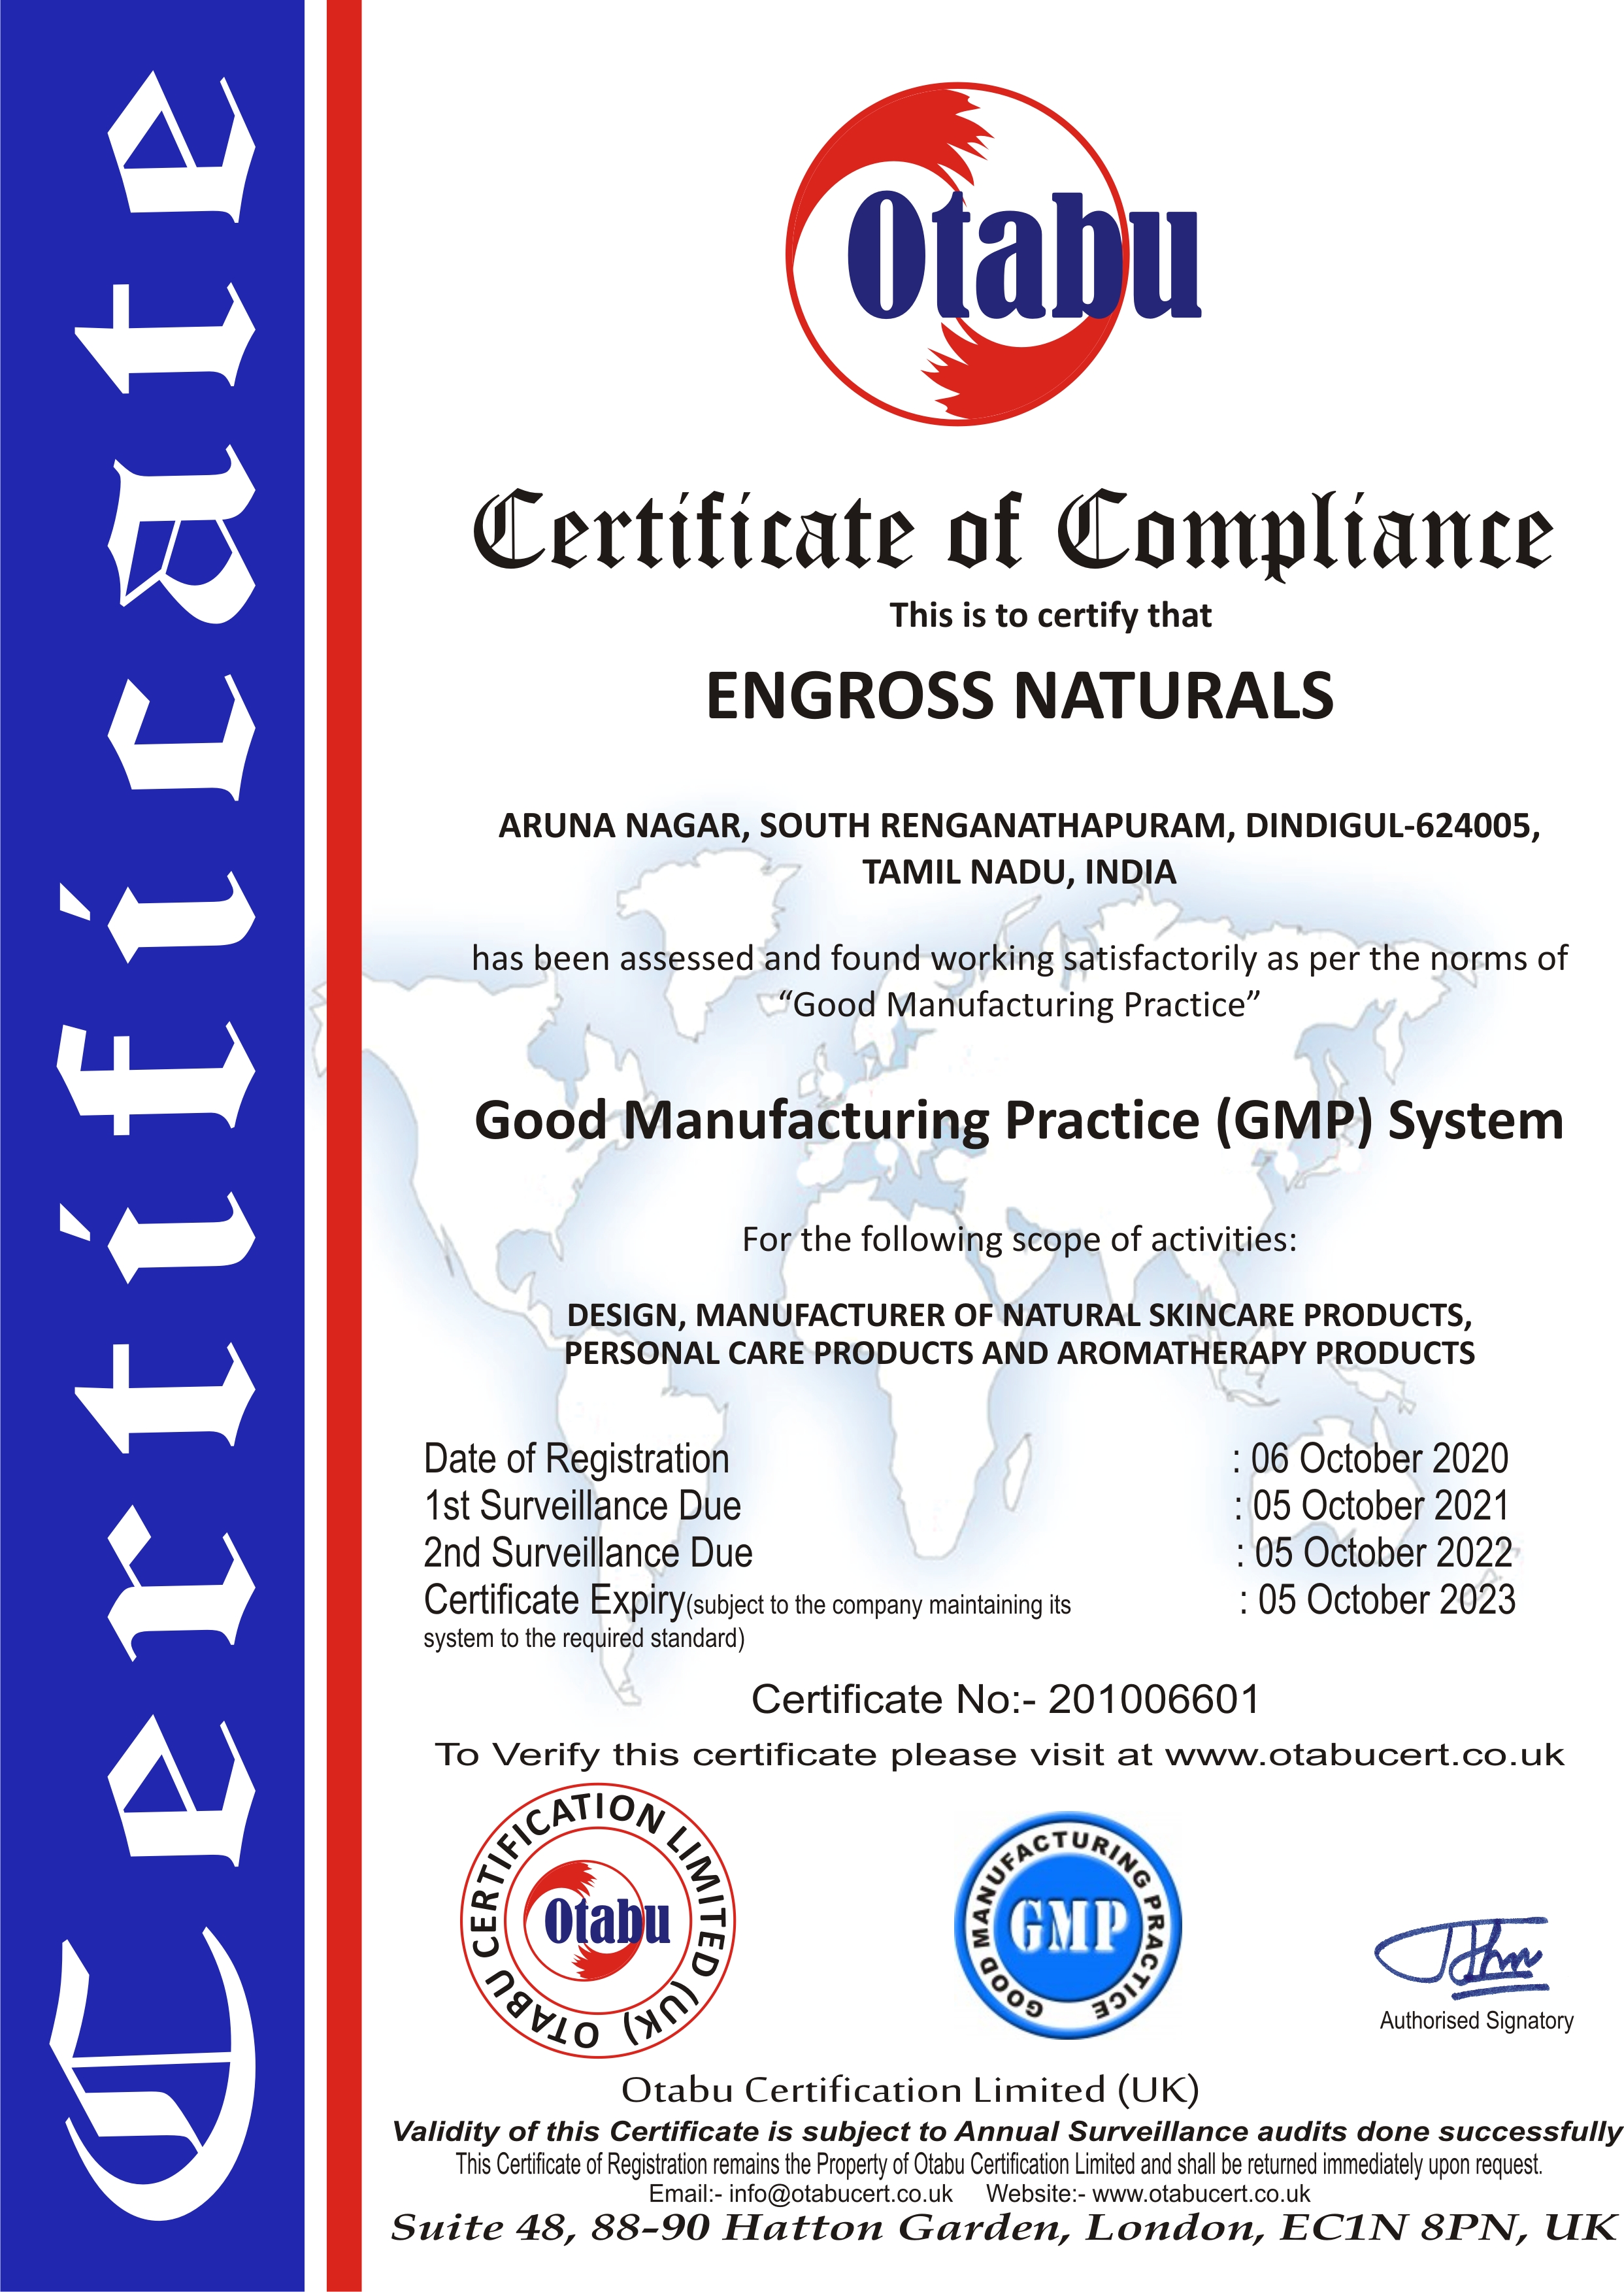 Certificate
Otabu
Certificate of Compliance
This is to certify that
ENGROSS NATURALS
ARUNA NAGAR, SOUTH RENGANATHAPURAM, DINDIGUL-624005,
TAMIL NADU, INDIA
has been assessed and found working satisfactorily as per the norms of
“Good Manufacturing Practice”
Good Manufacturing Practice (GMP) System
For the following scope of activities:
DESIGN, MANUFACTURER OF NATURAL SKINCARE PRODUCTS,
PERSONAL CARE PRODUCTS AND AROMATHERAPY PRODUCTS
Date of Registration : 06 October 2020
1st Surveillance Due : 05 October 2021
2nd Surveillance Due : 05 October 2022
Certificate Expiry(subject to the company maintaining its : 05 October 2023
system to the required standard)
Certificate No:- 201006601
To Verify this certificate please visit at www.otabucert.co.uk
OTABU CERTIFICATION LIMITED (UK)
Otabu
GOOD MANUFACTURING PRACTICE
GMP
Authorised Signatory
Otabu Certification Limited (UK)
Validity of this Certificate is subject to Annual Surveillance audits done successfully
This Certificate of Registration remains the Property of Otabu Certification Limited and shall be returned immediately upon request.
Email:- info@otabucert.co.uk Website:- www.otabucert.co.uk
Suite 48, 88-90 Hatton Garden, London, EC1N 8PN, UK